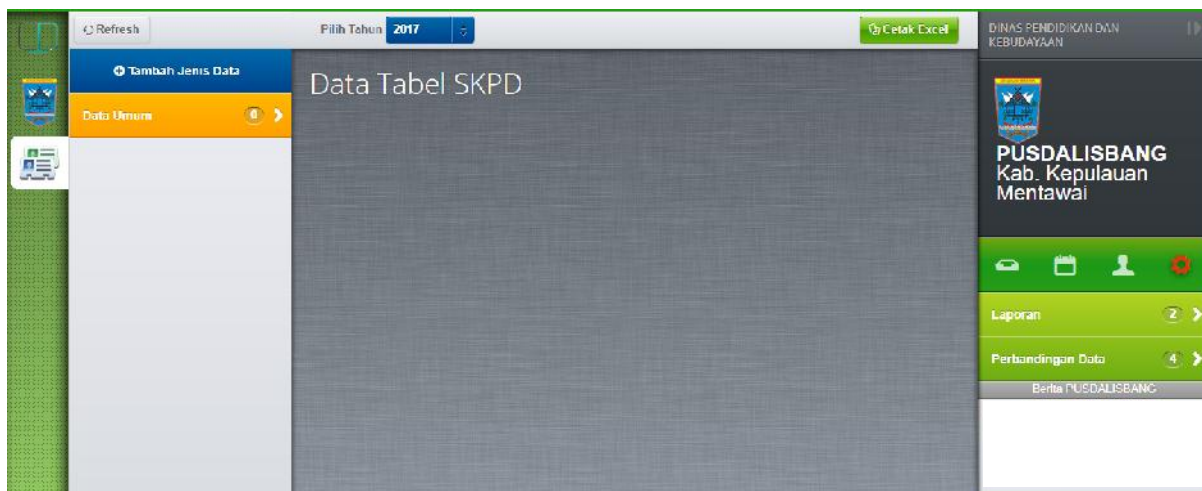 Refresh
Pilih Tahun 2017
Cetak Excel
Tambah Jenis Data
Data Umum
Data Tabel SKPD
DINAS PENDIDIKAN DAN
KEBUDAYAAN
PUSDALISBANG
Kab. Kepulauan
Mentawai
Laporan 2
Perbandingan Data 4
Berita PUSDALISBANG